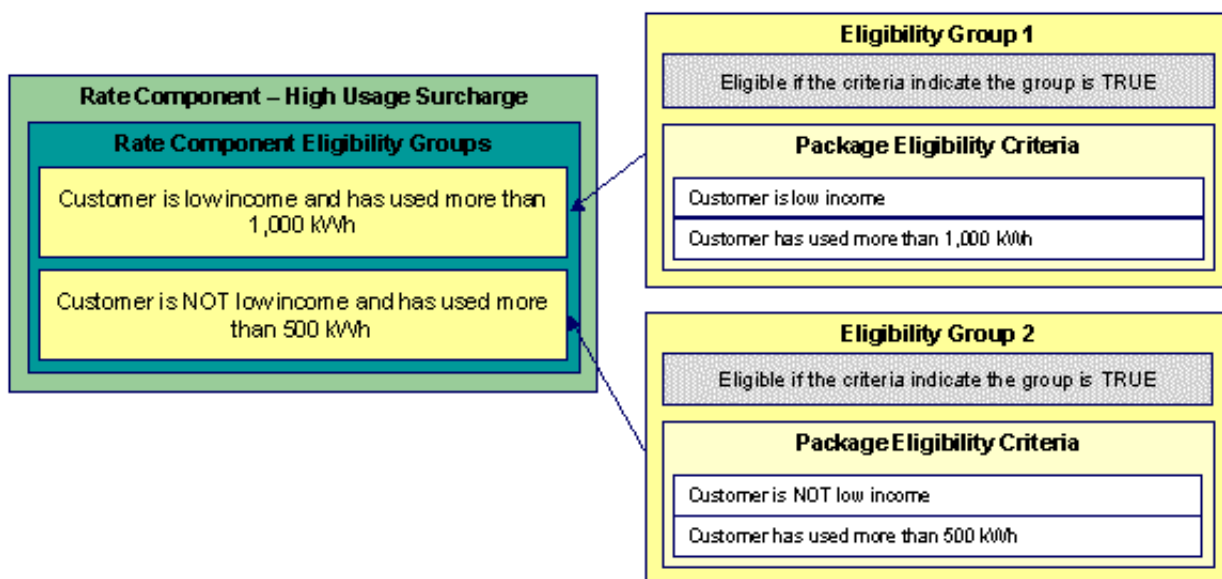 Rate Component – High Usage Surcharge
Rate Component Eligibility Groups
Customer is low income and has used more than
1,000 kWh
Customer is NOT low income and has used more
than 500 kWh
Eligibility Group 1
Eligible if the criteria indicate the group is TRUE
Package Eligibility Criteria
Customer is low income
Customer has used more than 1,000 kWh
Eligibility Group 2
Eligible if the criteria indicate the group is TRUE
Package Eligibility Criteria
Customer is NOT low income
Customer has used more than 500 kWh